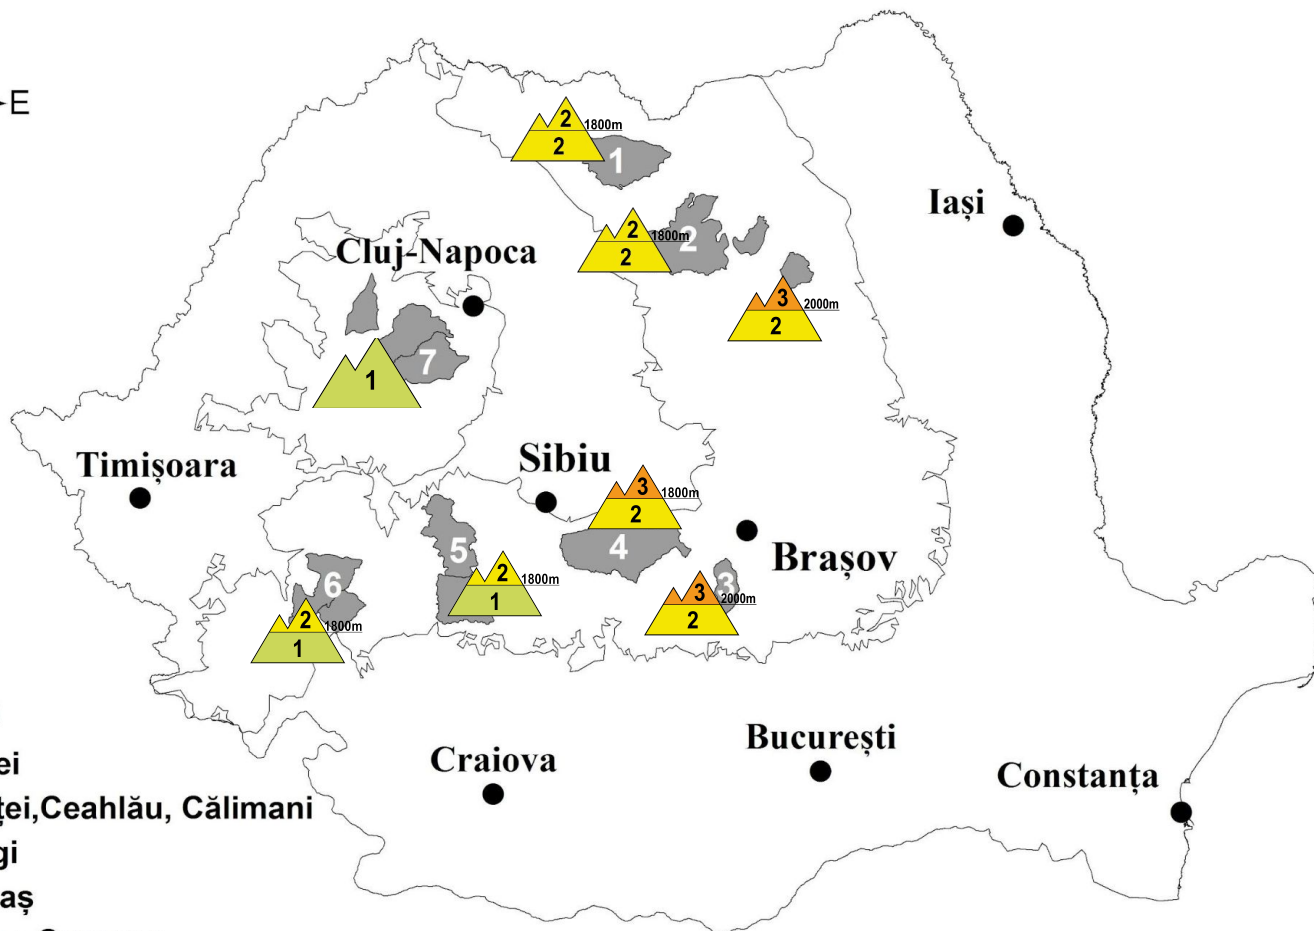 E
2
1800m
2
1
Iași
2
1800m
2
2
Cluj-Napoca
3
2000m
2
7
1
Timișoara
Sibiu
3
1800m
2
5
4
Brașov
2
1800m
1
6
3
3
2000m
2
2
1800m
1
București
Craiova
Constanța
ei
ței,Ceahlău, Călimani
gi
aș